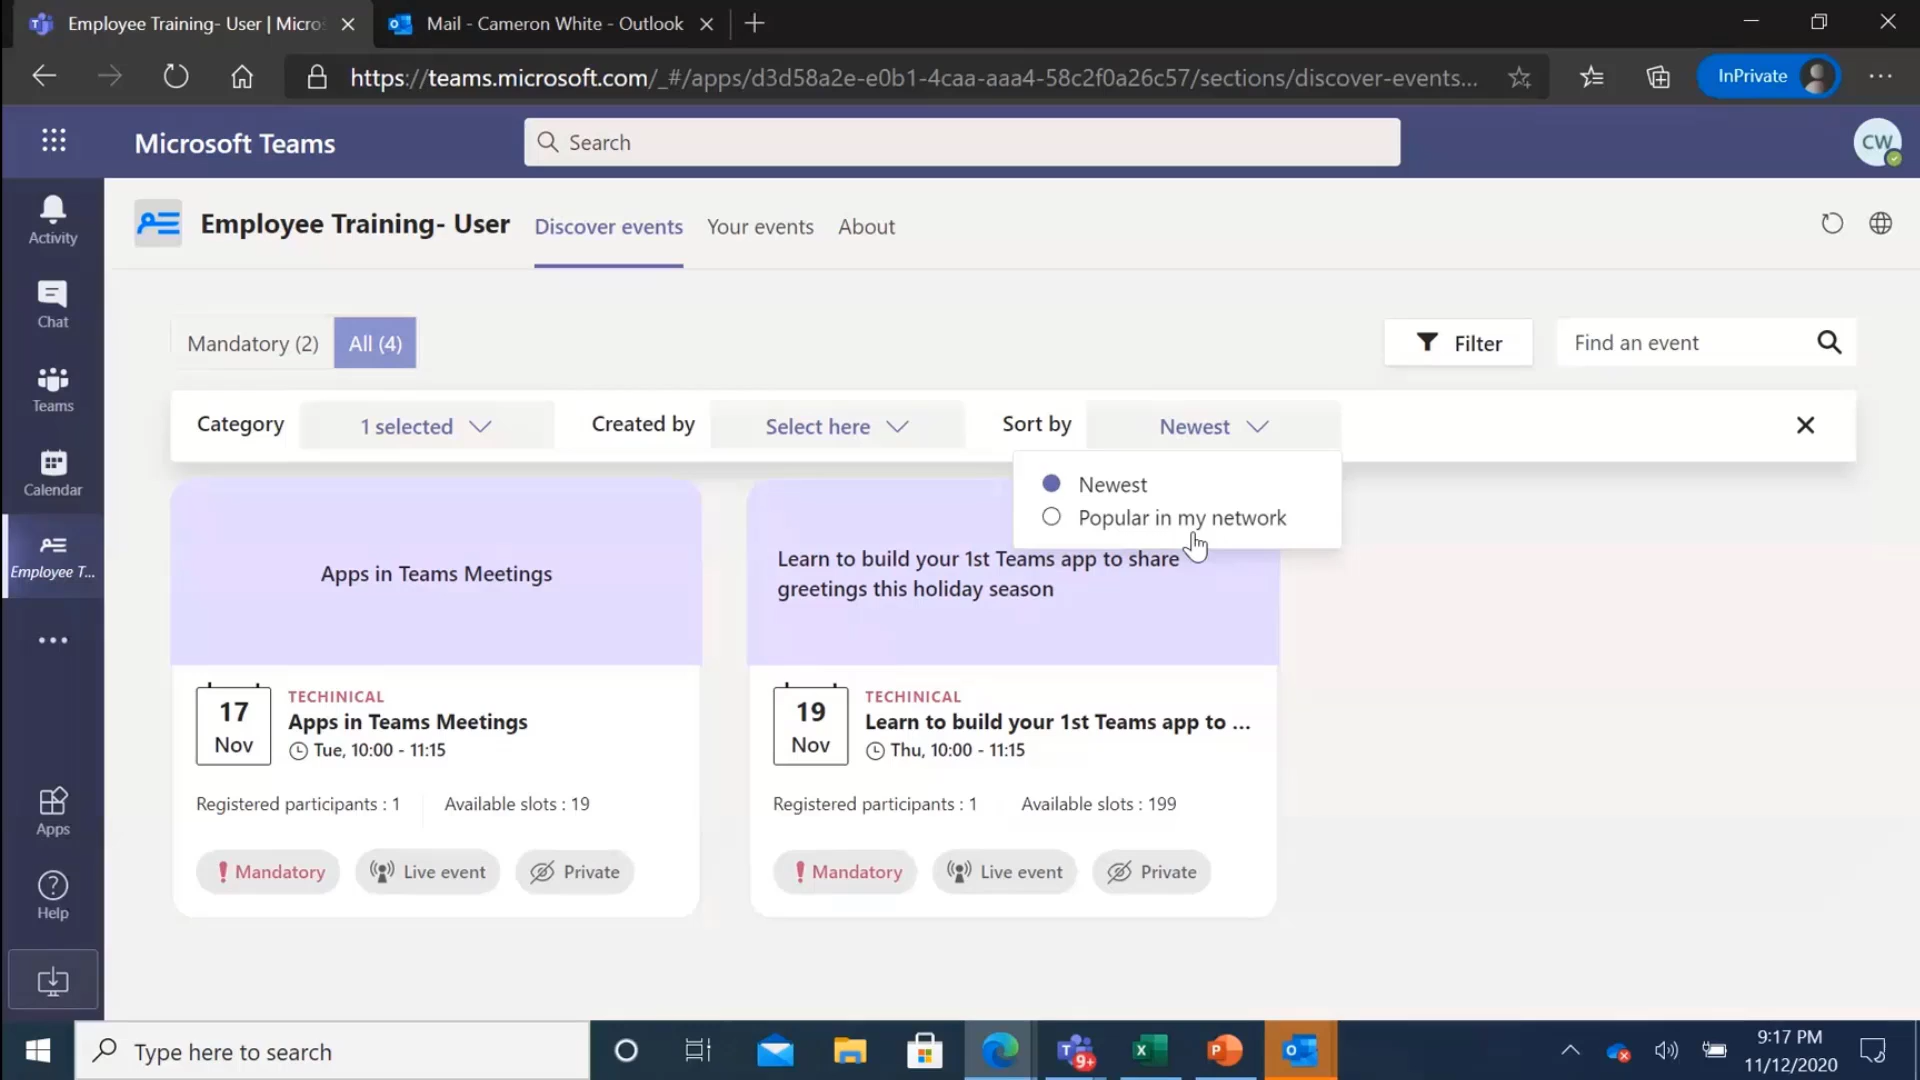 Employee Training- User | Micros
Mail - Cameron White - Outlook
https://teams.microsoft.com/_#/apps/d3d58a2e-e0b1-4caa-aaa4-58c2f0a26c57/sections/discover-events...
InPrivate
Microsoft Teams
Search
CW
Activity
Chat
Teams
Calendar
Employee T...
Apps
Help
Employee Training- User
Discover events
Your events
About
Mandatory (2)
All (4)
Filter
Find an event
Category
1 selected
Created by
Select here
Sort by
Newest
Newest
Popular in my network
Apps in Teams Meetings
Learn to build your 1st Teams app to share
greetings this holiday season
17
Nov
TECHINICAL
Apps in Teams Meetings
Tue, 10:00 - 11:15
Registered participants : 1
Available slots : 19
Mandatory
Live event
Private
19
Nov
TECHINICAL
Learn to build your 1st Teams app to ...
Thu, 10:00 - 11:15
Registered participants : 1
Available slots : 199
Mandatory
Live event
Private
Type here to search
9+
9:17 PM
11/12/2020